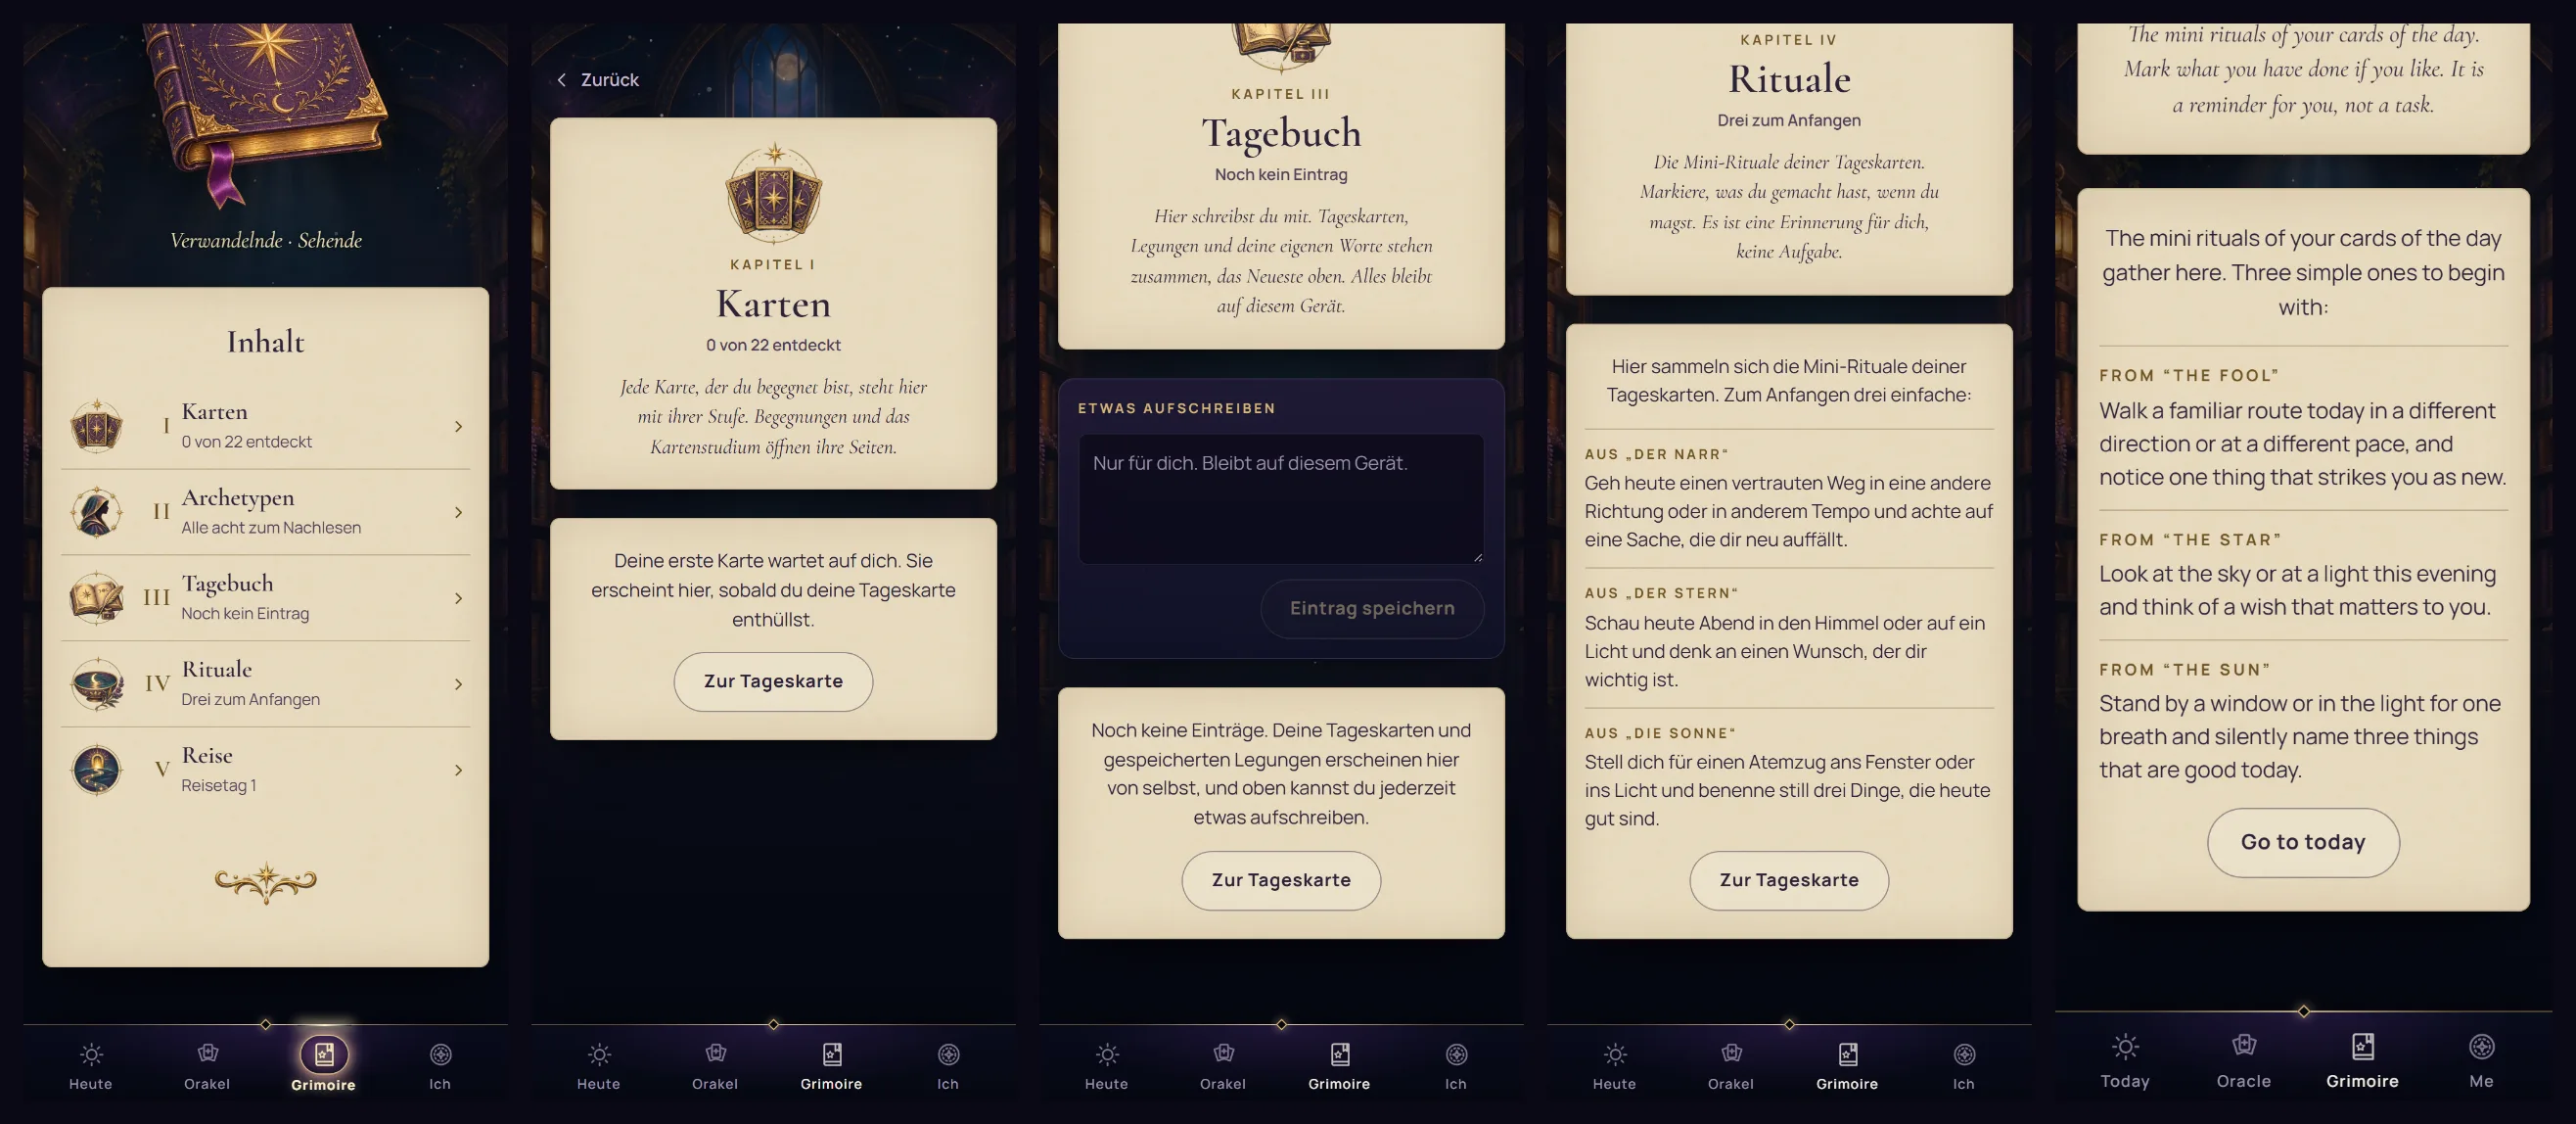 Verwandelnde · Sehende
Inhalt
I
Karten
0 von 22 entdeckt
II
Archetypen
Alle acht zum Nachlesen
III
Tagebuch
Noch kein Eintrag
IV
Rituale
Drei zum Anfangen
V
Reise
Reisetag 1
Heute
Orakel
Grimoire
Ich
Zurück
KAPITEL I
Karten
0 von 22 entdeckt
Jede Karte, der du begegnet bist, steht hier
mit ihrer Stufe. Begegnungen und das
Kartenstudium öffnen ihre Seiten.
Deine erste Karte wartet auf dich. Sie
erscheint hier, sobald du deine Tageskarte
enthüllst.
Zur Tageskarte
Heute
Orakel
Grimoire
Ich
KAPITEL III
Tagebuch
Noch kein Eintrag
Hier schreibst du mit. Tageskarten,
Legungen und deine eigenen Worte stehen
zusammen, das Neueste oben. Alles bleibt
auf diesem Gerät.
ETWAS AUFSCHREIBEN
Nur für dich. Bleibt auf diesem Gerät.
Eintrag speichern
Noch keine Einträge. Deine Tageskarten und
gespeicherten Legungen erscheinen hier
von selbst, und oben kannst du jederzeit
etwas aufschreiben.
Zur Tageskarte
Heute
Orakel
Grimoire
Ich
KAPITEL IV
Rituale
Drei zum Anfangen
Die Mini-Rituale deiner Tageskarten.
Markiere, was du gemacht hast, wenn du
magst. Es ist eine Erinnerung für dich,
keine Aufgabe.
Hier sammeln sich die Mini-Rituale deiner
Tageskarten. Zum Anfangen drei einfache:
AUS „DER NARR“
Geh heute einen vertrauten Weg in eine andere
Richtung oder in anderem Tempo und achte auf
eine Sache, die dir neu auffällt.
AUS „DER STERN“
Schau heute Abend in den Himmel oder auf ein
Licht und denk an einen Wunsch, der dir
wichtig ist.
AUS „DIE SONNE“
Stell dich für einen Atemzug ans Fenster oder
ins Licht und benenne still drei Dinge, die heute
gut sind.
Zur Tageskarte
Heute
Orakel
Grimoire
Ich
The mini rituals of your cards of the day.
Mark what you have done if you like. It is
a reminder for you, not a task.
The mini rituals of your cards of the day
gather here. Three simple ones to begin
with:
FROM “THE FOOL”
Walk a familiar route today in a different
direction or at a different pace, and
notice one thing that strikes you as new.
FROM “THE STAR”
Look at the sky or at a light this evening
and think of a wish that matters to you.
FROM “THE SUN”
Stand by a window or in the light for one
breath and silently name three things
that are good today.
Go to today
Today
Oracle
Grimoire
Me